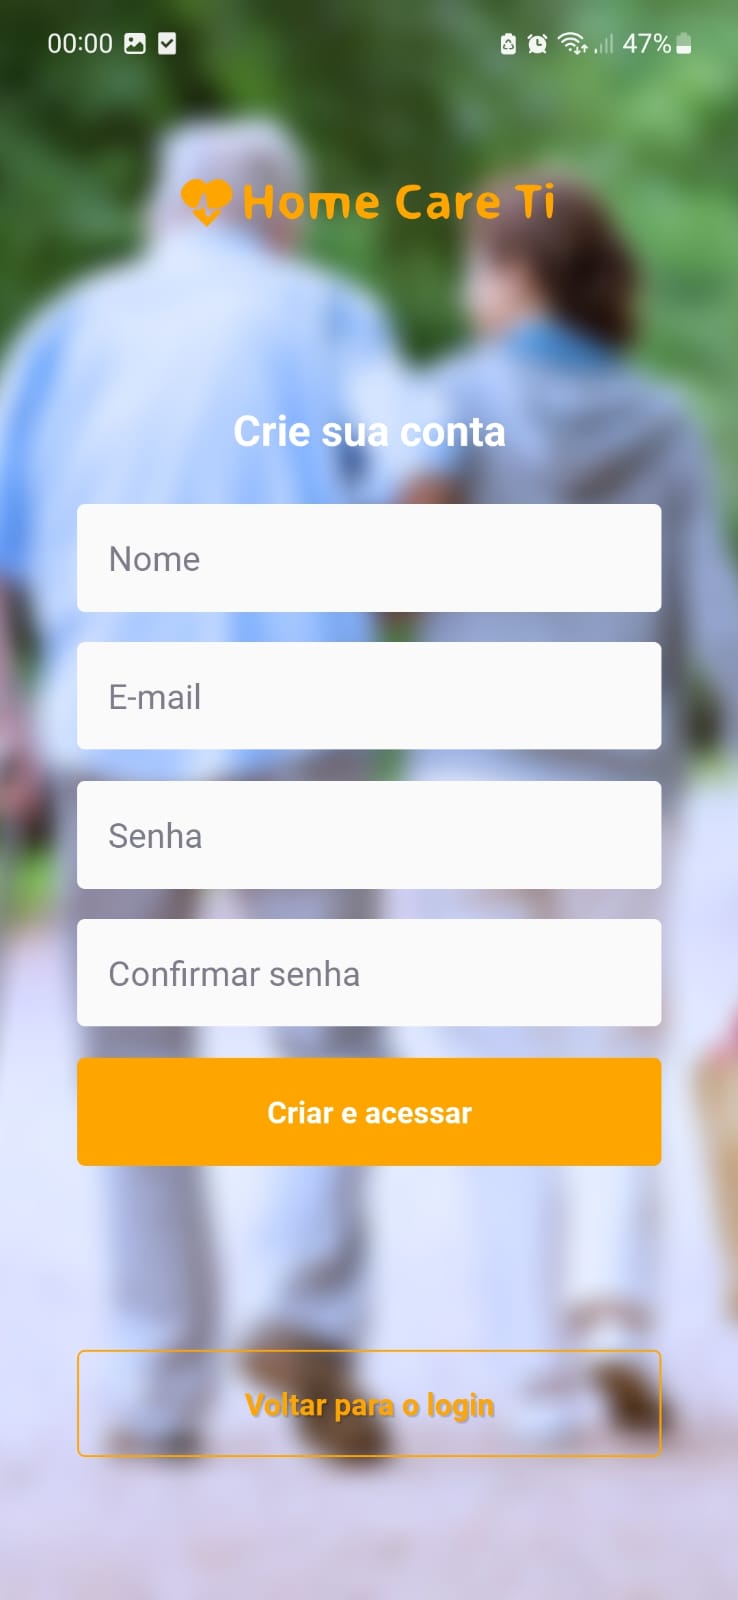 00:00 47%
Home Care Ti
Crie sua conta
Nome
E-mail
Senha
Confirmar senha
Criar e acessar
Voltar para o login